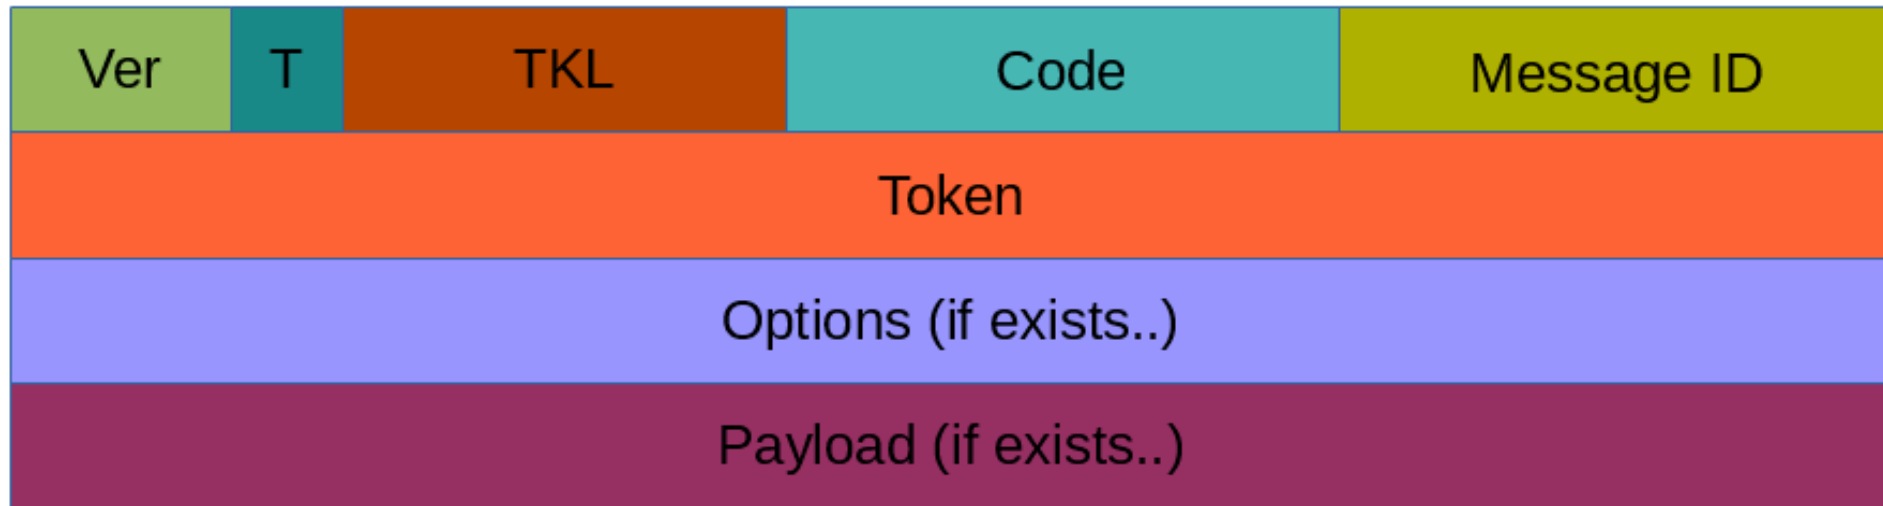 Ver T TKL Code Message ID
Token
Options (if exists..)
Payload (if exists..)